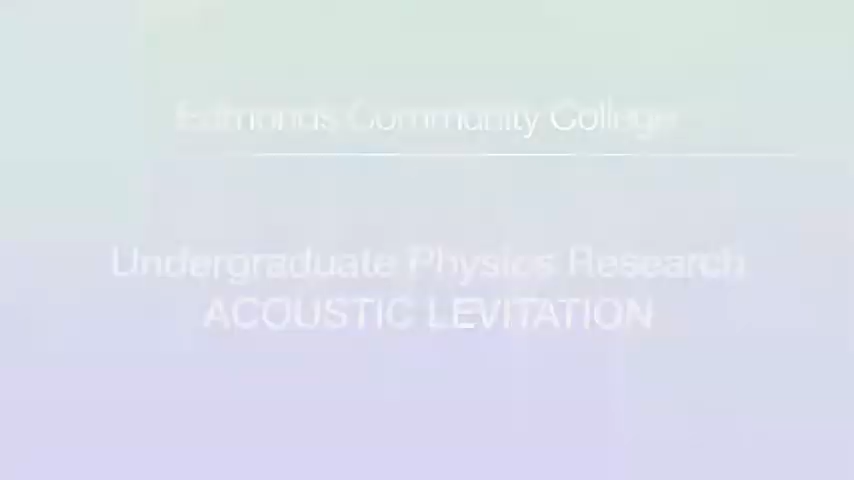 Edmonds Community College
Undergraduate Physics Research
ACOUSTIC LEVITATION